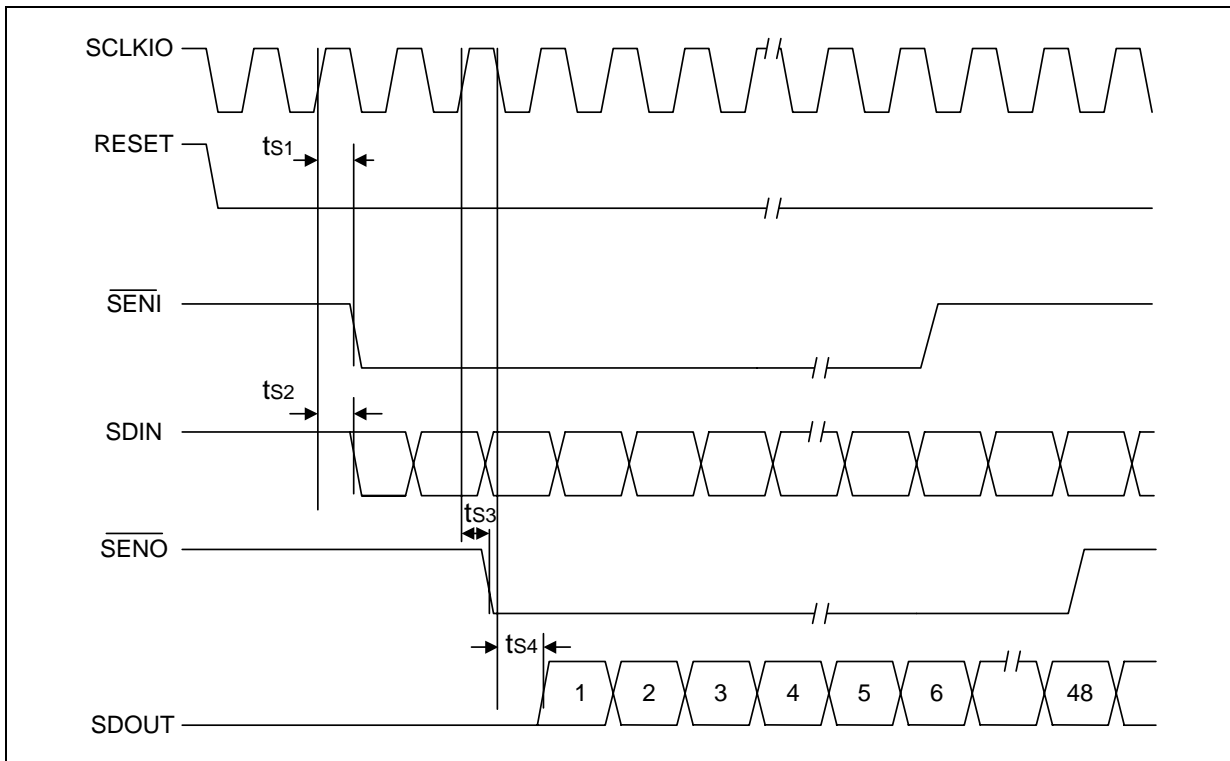 SCLKIO
RESET
tS1
SENI
tS2
SDIN
tS3
SENO
tS4
1 2 3 4 5 6 48
SDOUT